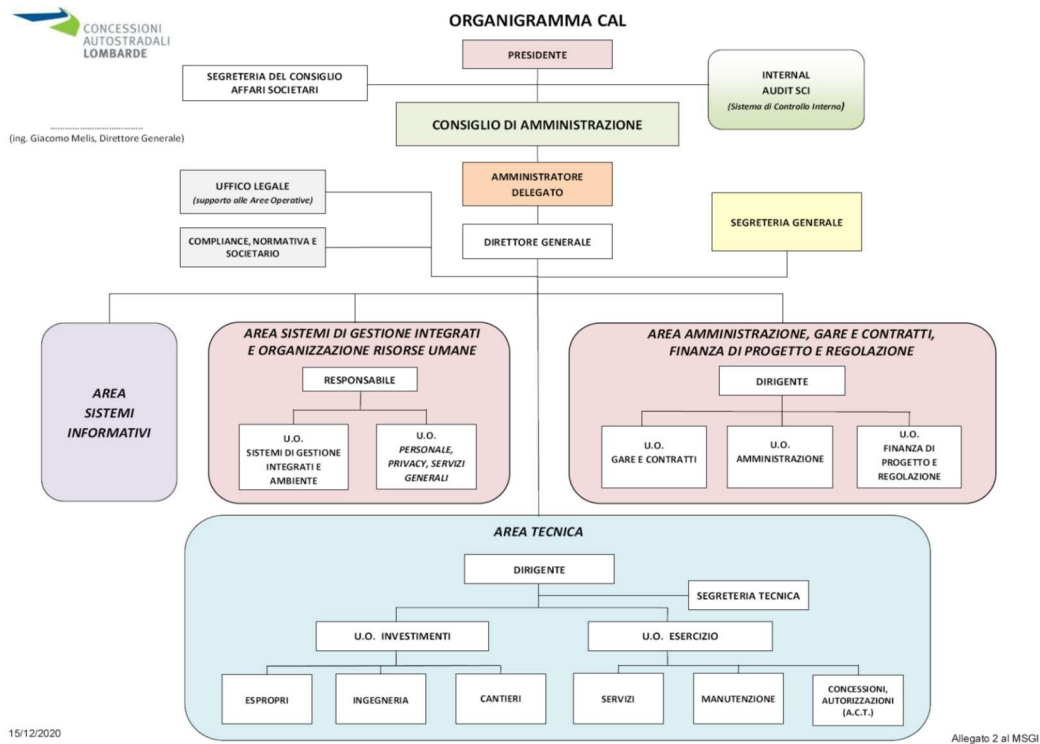 CONCESSIONI
AUTOSTRADALI
LOMBARDE
ORGANIGRAMMA CAL
PRESIDENTE
SEGRETERIA DEL CONSIGLIO
AFFARI SOCIETARI
INTERNAL
AUDIT SCI
(Sistema di Controllo Interno)
.......................................
(ing. Giacomo Melis, Direttore Generale)
CONSIGLIO DI AMMINISTRAZIONE
AMMINISTRATORE
DELEGATO
UFFICO LEGALE
(supporto alle Aree Operative)
SEGRETERIA GENERALE
COMPLIANCE, NORMATIVA E
SOCIETARIO
DIRETTORE GENERALE
AREA
SISTEMI
INFORMATIVI
AREA SISTEMI DI GESTIONE INTEGRATI
E ORGANIZZAZIONE RISORSE UMANE
RESPONSABILE
U.O.
SISTEMI DI GESTIONE
INTEGRATI E
AMBIENTE
U.O.
PERSONALE,
PRIVACY, SERVIZI
GENERALI
AREA AMMINISTRAZIONE, GARE E CONTRATTI,
FINANZA DI PROGETTO E REGOLAZIONE
DIRIGENTE
U.O.
GARE E CONTRATTI
U.O.
AMMINISTRAZIONE
U.O.
FINANZA DI
PROGETTO E
REGOLAZIONE
AREA TECNICA
DIRIGENTE
SEGRETERIA TECNICA
U.O. INVESTIMENTI
U.O. ESERCIZIO
ESPROPRI
INGEGNERIA
CANTIERI
SERVIZI
MANUTENZIONE
CONCESSIONI,
AUTORIZZAZIONI
(A.C.T.)
15/12/2020
Allegato 2 al MSGI